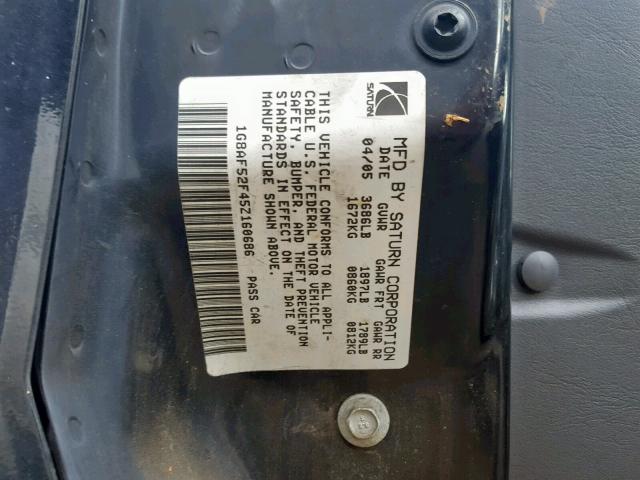 SATURN
MFD BY SATURN CORPORATION
DATE GVWR GAWR FRT GAWR RR
04/05 3686LB 1897LB 1789LB
1672KG 0860KG 0812KG
THIS VEHICLE CONFORMS TO ALL APPLI-
CABLE U.S. FEDERAL MOTOR VEHICLE
SAFETY, BUMPER, AND THEFT PREVENTION
STANDARDS IN EFFECT ON THE DATE OF
MANUFACTURE SHOWN ABOVE.
1G8AF52F45Z160686 PASS CAR